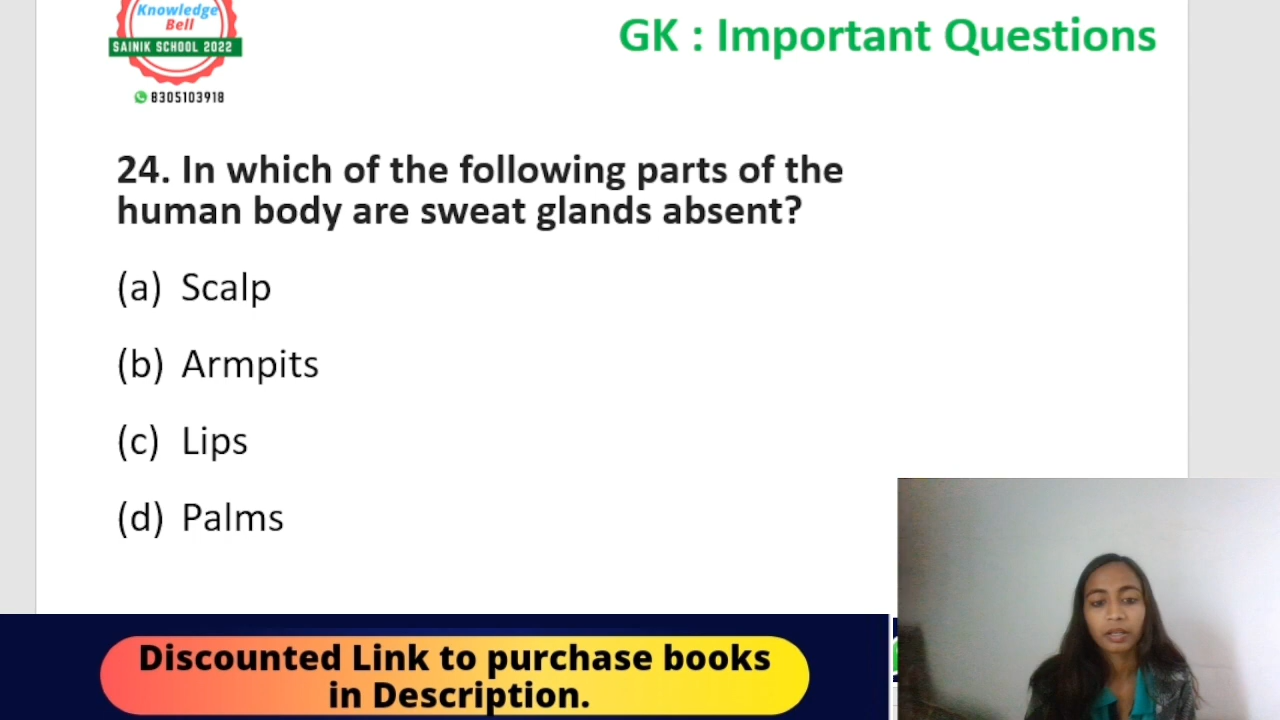 Knowledge
Bell
SAINIK SCHOOL 2022
8305103918
GK : Important Questions
24. In which of the following parts of the
human body are sweat glands absent?
(a) Scalp
(b) Armpits
(c) Lips
(d) Palms
Discounted Link to purchase books
in Description.